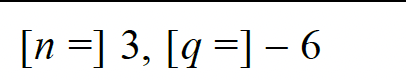 [n =] 3, [q =] – 6